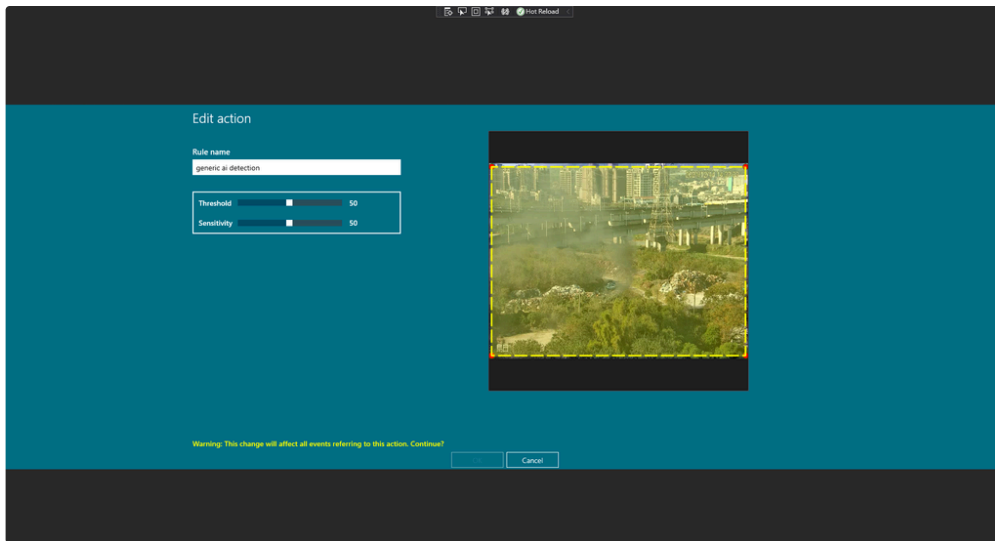 Hot Reload
Edit action
Rule name
generic ai detection
Threshold 50
Sensitivity 50
Warning: This change will affect all events referring to this action. Continue?
Cancel